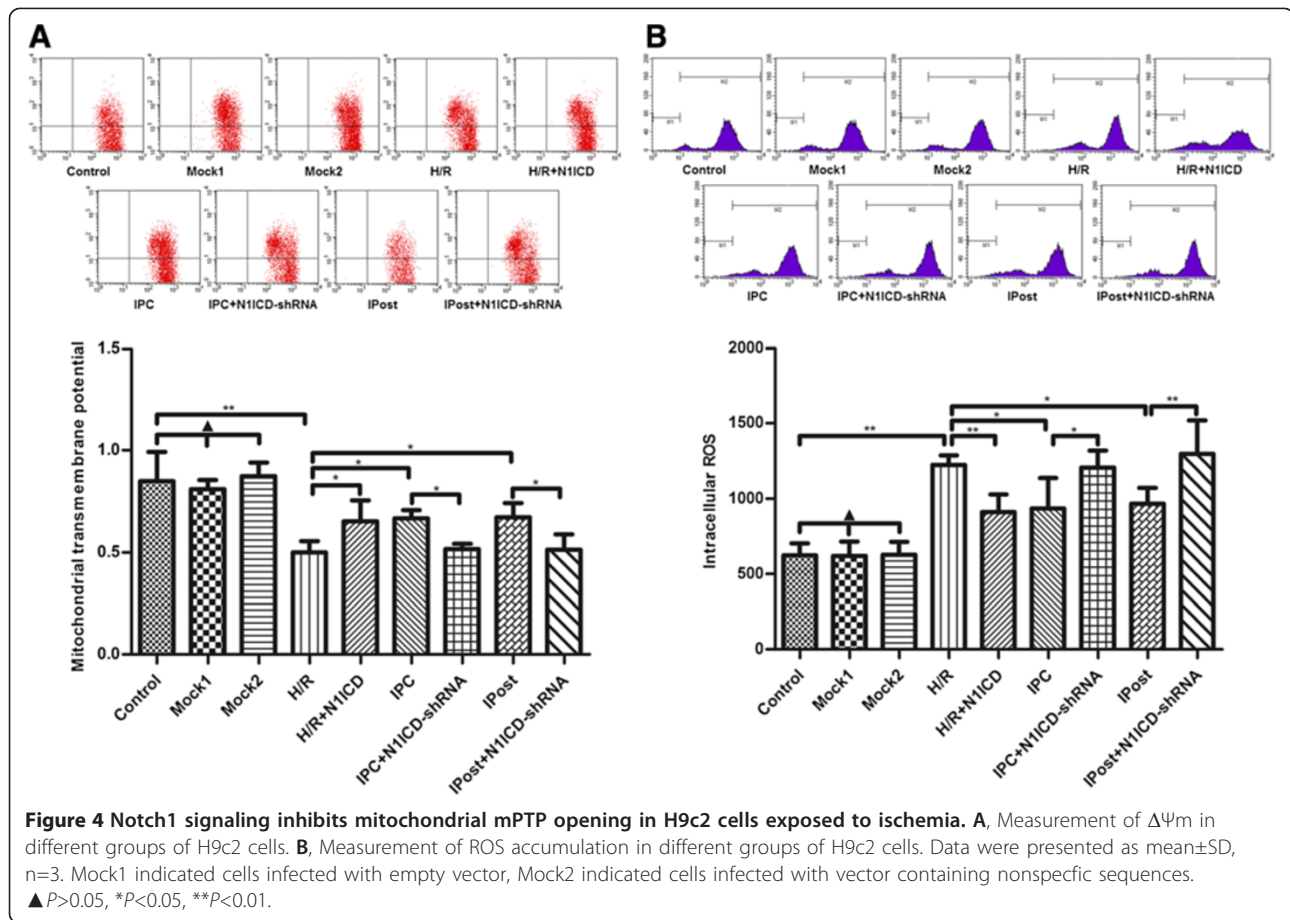 A
B
Control
Mock1
Mock2
H/R
H/R+N1ICD
Control
Mock1
Mock2
H/R
H/R+N1ICD
IPC
IPC+N1ICD-shRNA
IPost
IPost+N1ICD-shRNA
IPC
IPC+N1ICD-shRNA
IPost
IPost+N1ICD-shRNA
Mitochondrial transmembrane potential
1.5
1.0
0.5
0.0
**
▲
*
*
*
*
*
Control
Mock1
Mock2
H/R
H/R+N1ICD
IPC
IPC+N1ICD-shRNA
IPost
IPost+N1ICD-shRNA
Intracellular ROS
2000
1500
1000
500
0
▲
**
**
*
*
*
**
Control
Mock1
Mock2
H/R
H/R+N1ICD
IPC
IPC+N1ICD-shRNA
IPost
IPost+N1ICD-shRNA
Figure 4 Notch1 signaling inhibits mitochondrial mPTP opening in H9c2 cells exposed to ischemia. A, Measurement of ΔΨm in
different groups of H9c2 cells. B, Measurement of ROS accumulation in different groups of H9c2 cells. Data were presented as mean±SD,
n=3. Mock1 indicated cells infected with empty vector, Mock2 indicated cells infected with vector containing nonspecfic sequences.
▲P>0.05, *P<0.05, **P<0.01.